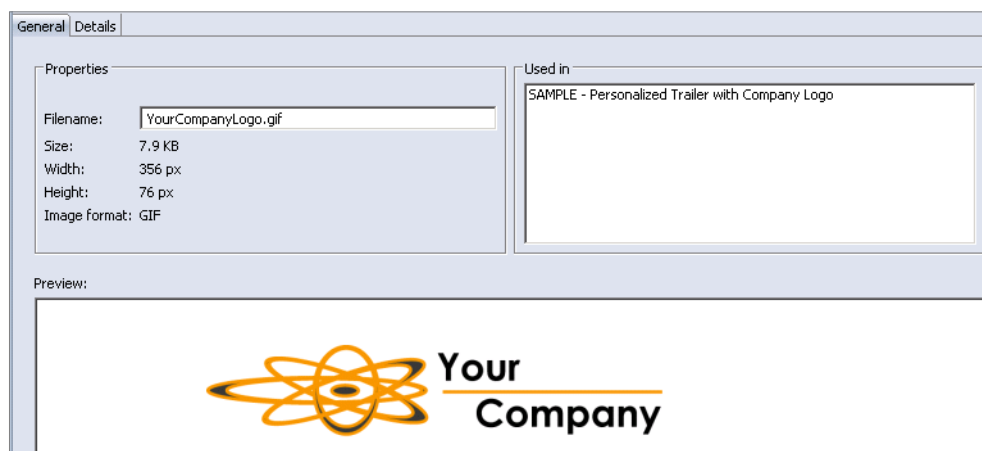 General Details
Properties
Filename: YourCompanyLogo.gif
Size: 7.9 KB
Width: 356 px
Height: 76 px
Image format: GIF
Used in
SAMPLE - Personalized Trailer with Company Logo
Preview:
Your
Company